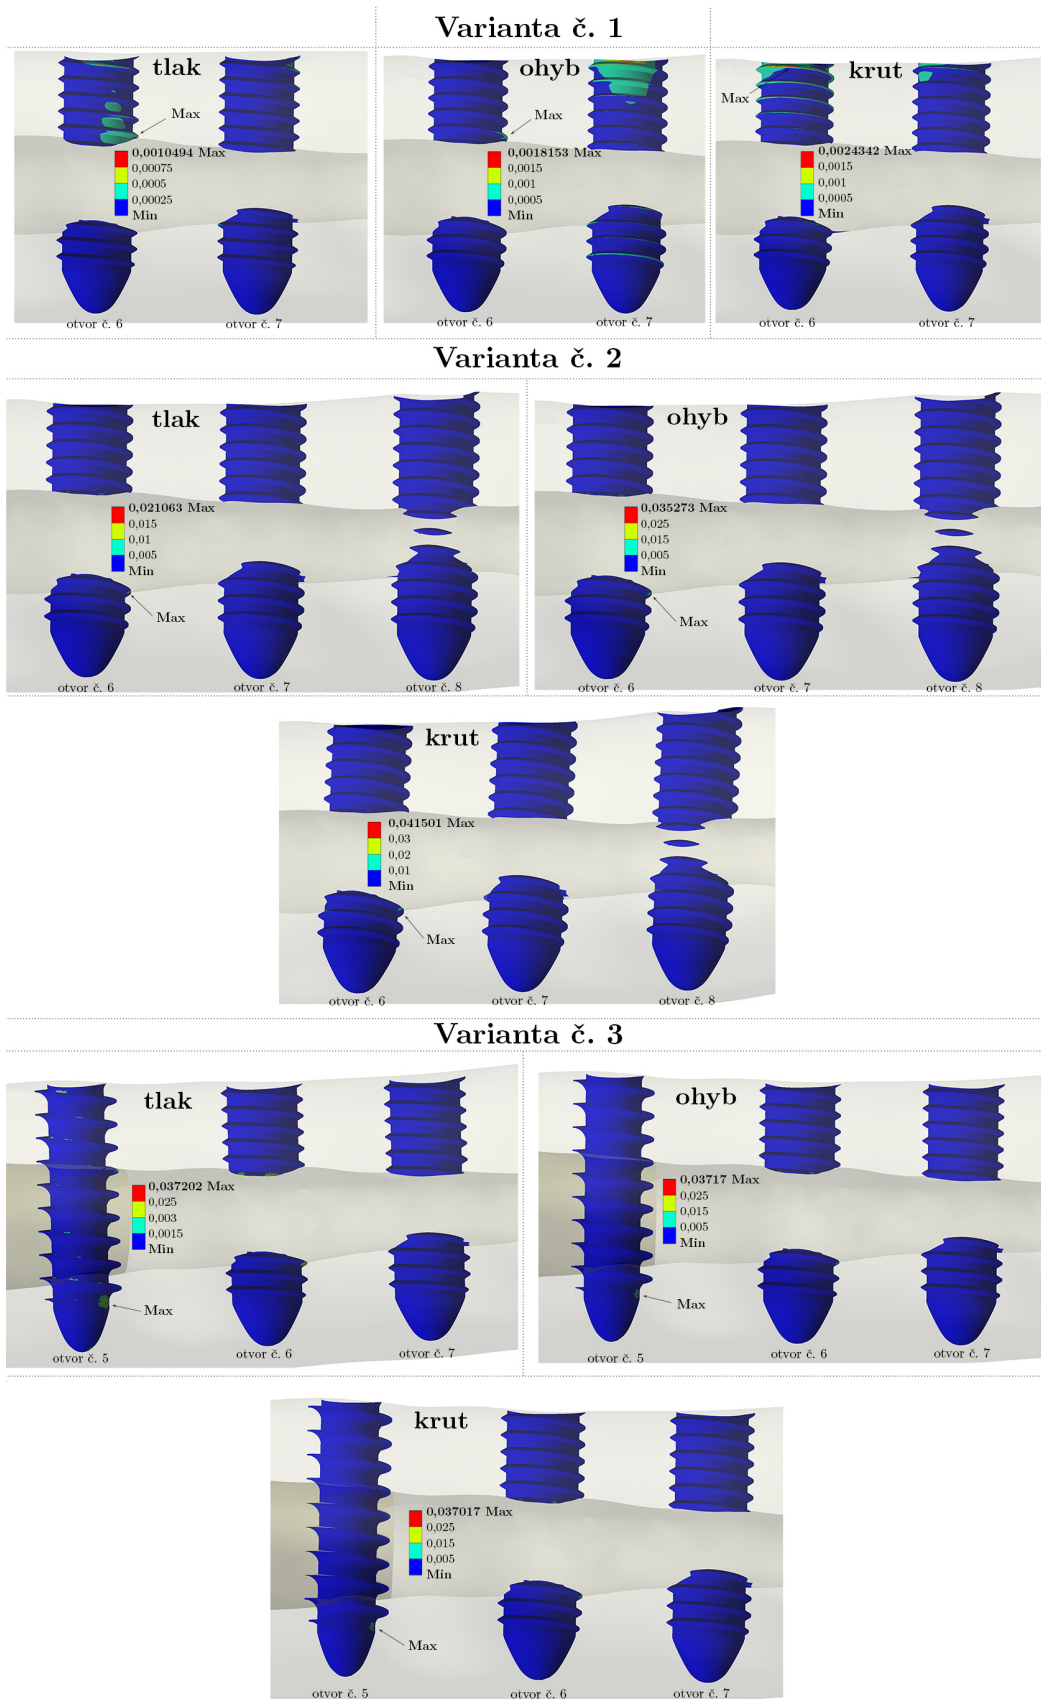 Varianta č. 1
tlak
Max
0,0010494 Max
0,00075
0,0005
0,00025
Min
otvor č. 6
otvor č. 7
ohyb
Max
0,0018153 Max
0,0015
0,001
0,0005
Min
otvor č. 6
otvor č. 7
krut
Max
0,0024342 Max
0,0015
0,001
0,0005
Min
otvor č. 6
otvor č. 7
Varianta č. 2
tlak
0,021063 Max
0,015
0,01
0,005
Min
Max
otvor č. 6
otvor č. 7
otvor č. 8
ohyb
0,035273 Max
0,025
0,015
0,005
Min
Max
otvor č. 6
otvor č. 7
otvor č. 8
krut
0,041501 Max
0,03
0,02
0,01
Min
Max
otvor č. 6
otvor č. 7
otvor č. 8
Varianta č. 3
tlak
0,037202 Max
0,025
0,003
0,0015
Min
Max
otvor č. 5
otvor č. 6
otvor č. 7
ohyb
0,03717 Max
0,025
0,015
0,005
Min
Max
otvor č. 5
otvor č. 6
otvor č. 7
krut
0,037017 Max
0,025
0,015
0,005
Min
Max
otvor č. 5
otvor č. 6
otvor č. 7